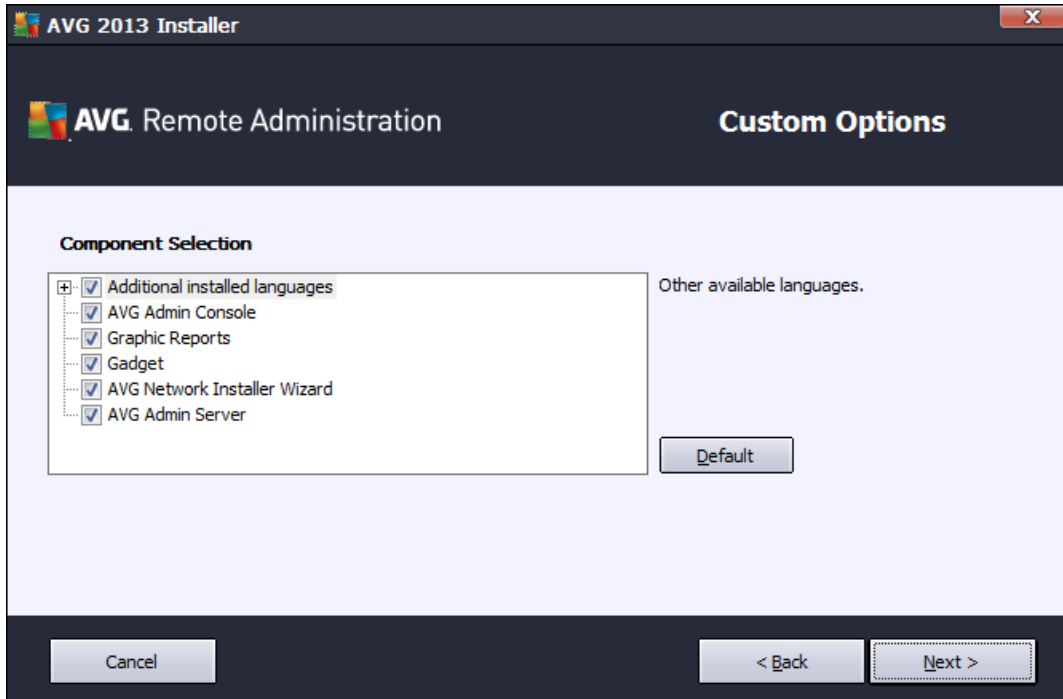 AVG 2013 Installer
X
AVG. Remote Administration
Custom Options
Component Selection
Additional installed languages
AVG Admin Console
Graphic Reports
Gadget
AVG Network Installer Wizard
AVG Admin Server
Other available languages.
Default
Cancel
< Back
Next >